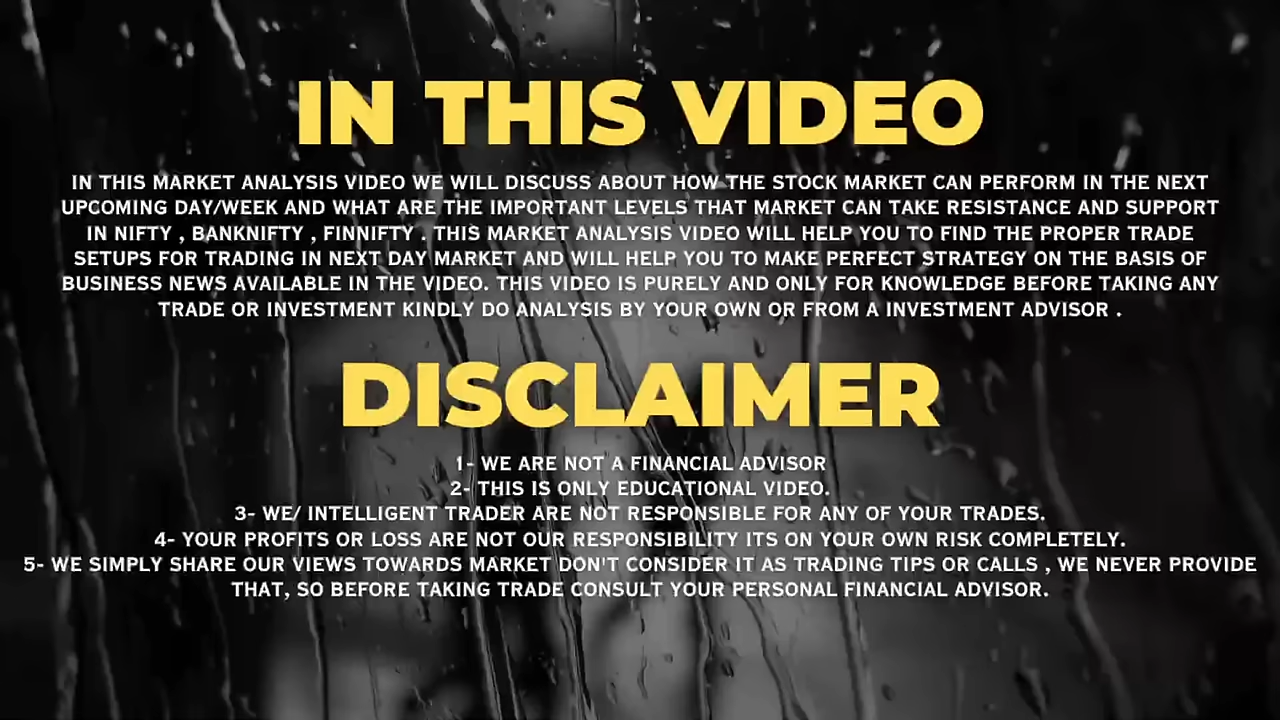 IN THIS VIDEO
IN THIS MARKET ANALYSIS VIDEO WE WILL DISCUSS ABOUT HOW THE STOCK MARKET CAN PERFORM IN THE NEXT
UPCOMING DAY/WEEK AND WHAT ARE THE IMPORTANT LEVELS THAT MARKET CAN TAKE RESISTANCE AND SUPPORT
IN NIFTY , BANKNIFTY , FINNIFTY . THIS MARKET ANALYSIS VIDEO WILL HELP YOU TO FIND THE PROPER TRADE
SETUPS FOR TRADING IN NEXT DAY MARKET AND WILL HELP YOU TO MAKE PERFECT STRATEGY ON THE BASIS OF
BUSINESS NEWS AVAILABLE IN THE VIDEO. THIS VIDEO IS PURELY AND ONLY FOR KNOWLEDGE BEFORE TAKING ANY
TRADE OR INVESTMENT KINDLY DO ANALYSIS BY YOUR OWN OR FROM A INVESTMENT ADVISOR .
DISCLAIMER
1- WE ARE NOT A FINANCIAL ADVISOR
2- THIS IS ONLY EDUCATIONAL VIDEO.
3- WE/ INTELLIGENT TRADER ARE NOT RESPONSIBLE FOR ANY OF YOUR TRADES.
4- YOUR PROFITS OR LOSS ARE NOT OUR RESPONSIBILITY ITS ON YOUR OWN RISK COMPLETELY.
5- WE SIMPLY SHARE OUR VIEWS TOWARDS MARKET DON'T CONSIDER IT AS TRADING TIPS OR CALLS , WE NEVER PROVIDE
THAT, SO BEFORE TAKING TRADE CONSULT YOUR PERSONAL FINANCIAL ADVISOR.